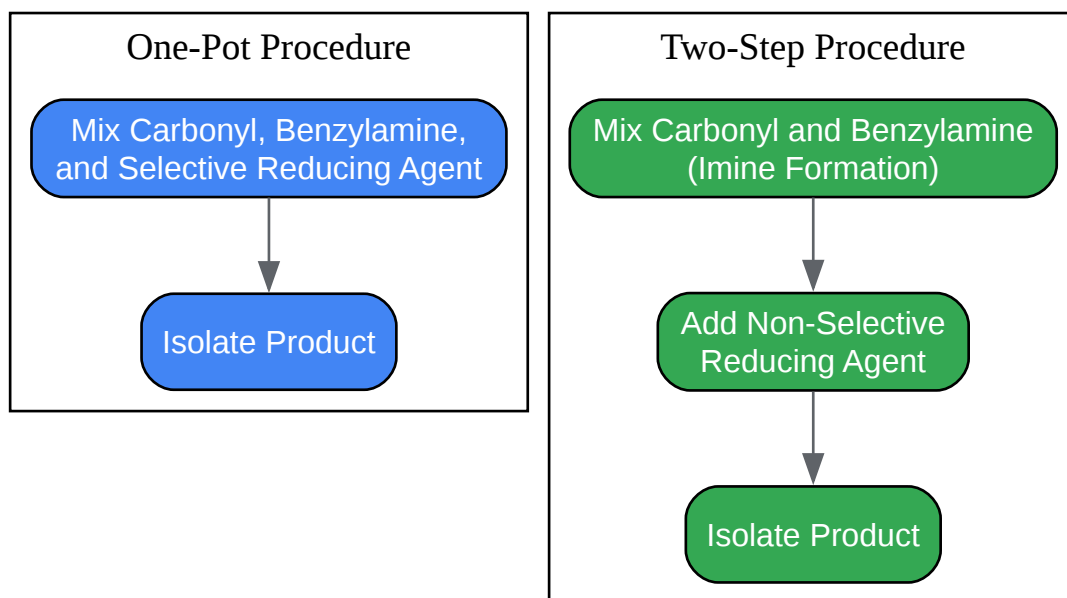 One-Pot Procedure
Mix Carbonyl, Benzylamine,
and Selective Reducing Agent
Isolate Product
Two-Step Procedure
Mix Carbonyl and Benzylamine
(Imine Formation)
Add Non-Selective
Reducing Agent
Isolate Product